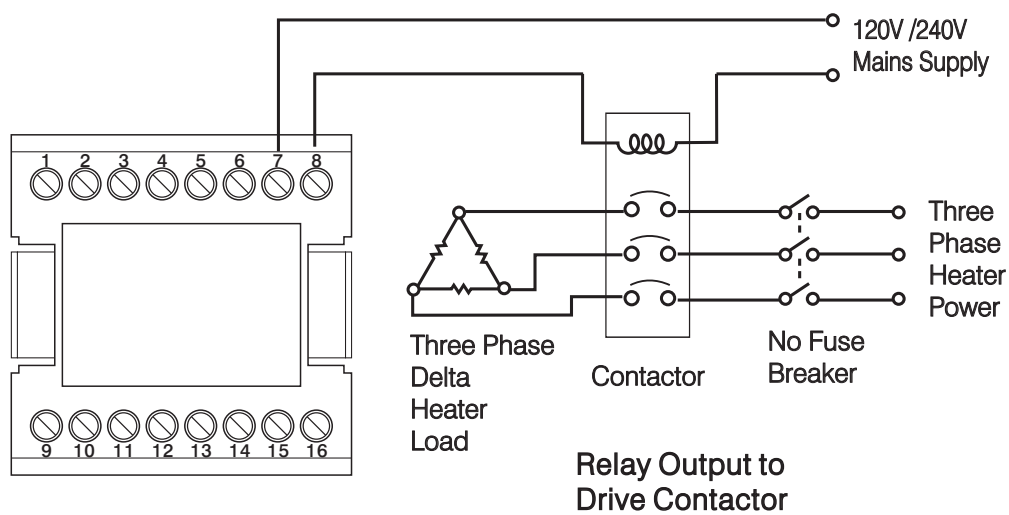 120V /240V
Mains Supply
1 2 3 4 5 6 7 8
Three
Phase
Heater
Power
Three Phase
Delta
Heater
Load
Contactor
No Fuse
Breaker
9 10 11 12 13 14 15 16
Relay Output to
Drive Contactor